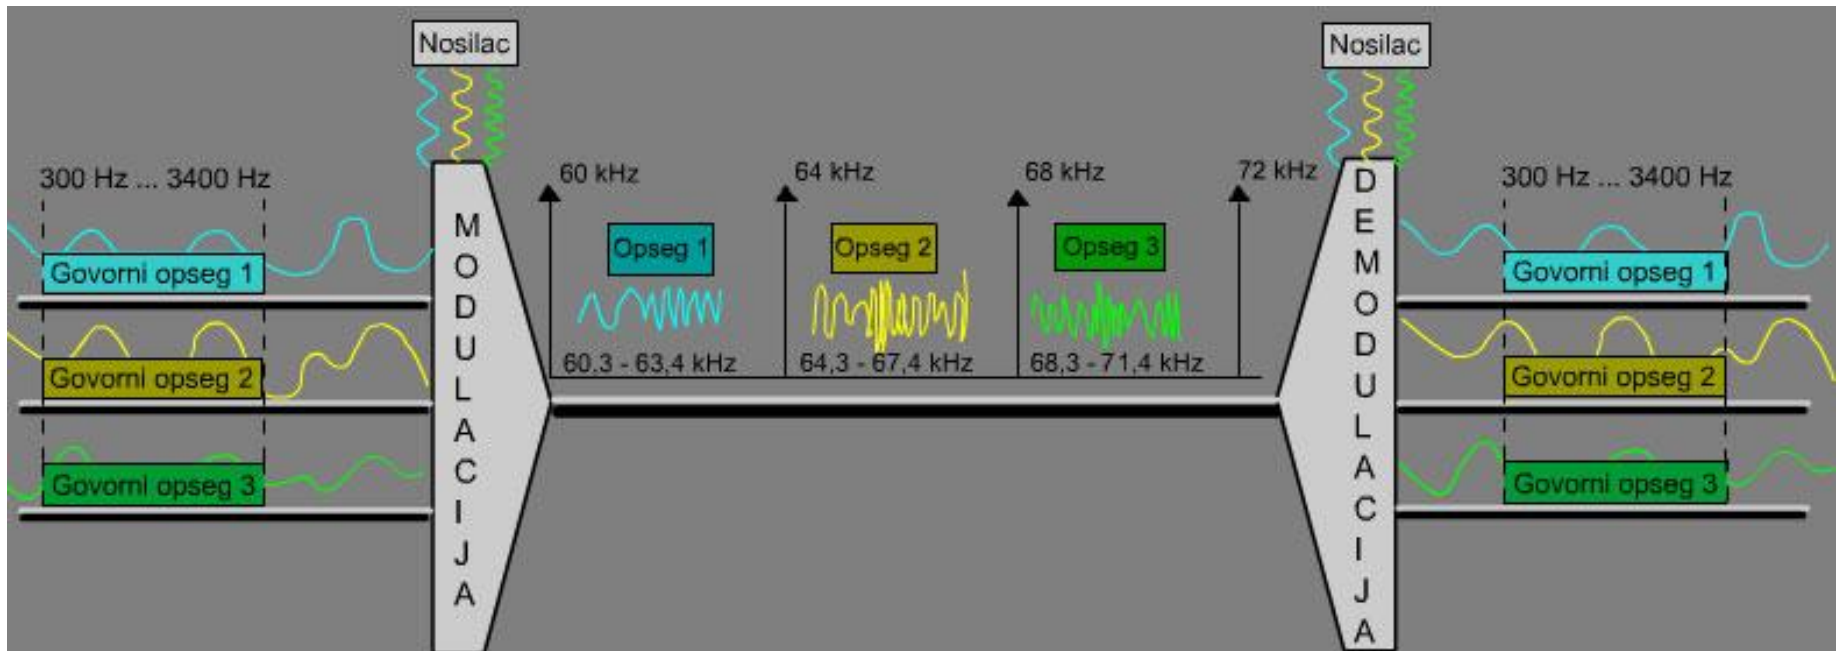 Nosilac
Nosilac
300 Hz ... 3400 Hz
60 kHz
64 kHz
68 kHz
72 kHz
300 Hz ... 3400 Hz
MODULACIJA
DEMODULACIJA
Opseg 1
Opseg 2
Opseg 3
Govorni opseg 1
Govorni opseg 1
60.3 - 63,4 kHz
64,3 - 67,4 kHz
68,3 - 71,4 kHz
Govorni opseg 2
Govorni opseg 2
Govorni opseg 3
Govorni opseg 3